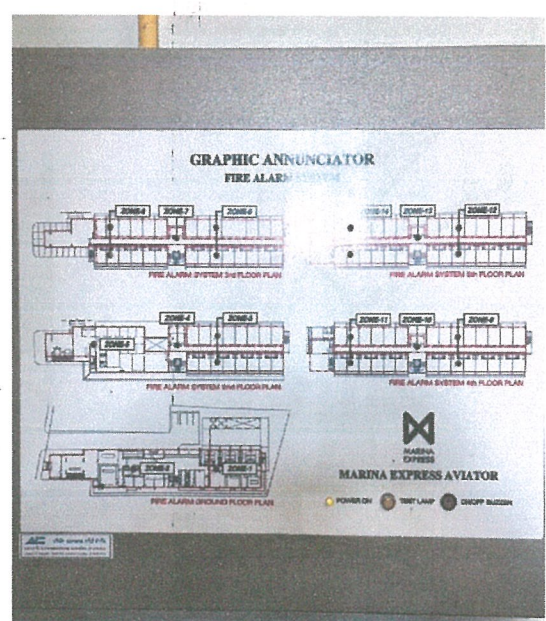 GRAPHIC ANNUNCIATOR
FIRE ALARM SYSTEM
ZONE-8 ZONE-7 ZONE-6
FIRE ALARM SYSTEM 3rd FLOOR PLAN
ZONE-14 ZONE-13 ZONE-12
FIRE ALARM SYSTEM 5th FLOOR PLAN
ZONE-5 ZONE-4 ZONE-3
FIRE ALARM SYSTEM 2nd FLOOR PLAN
ZONE-11 ZONE-10 ZONE-9
FIRE ALARM SYSTEM 4th FLOOR PLAN
ZONE-2 ZONE-1
FIRE ALARM GROUND FLOOR PLAN
MARINA
EXPRESS
MARINA EXPRESS AVIATOR
POWER ON TEST LAMP ON/OFF BUZZER